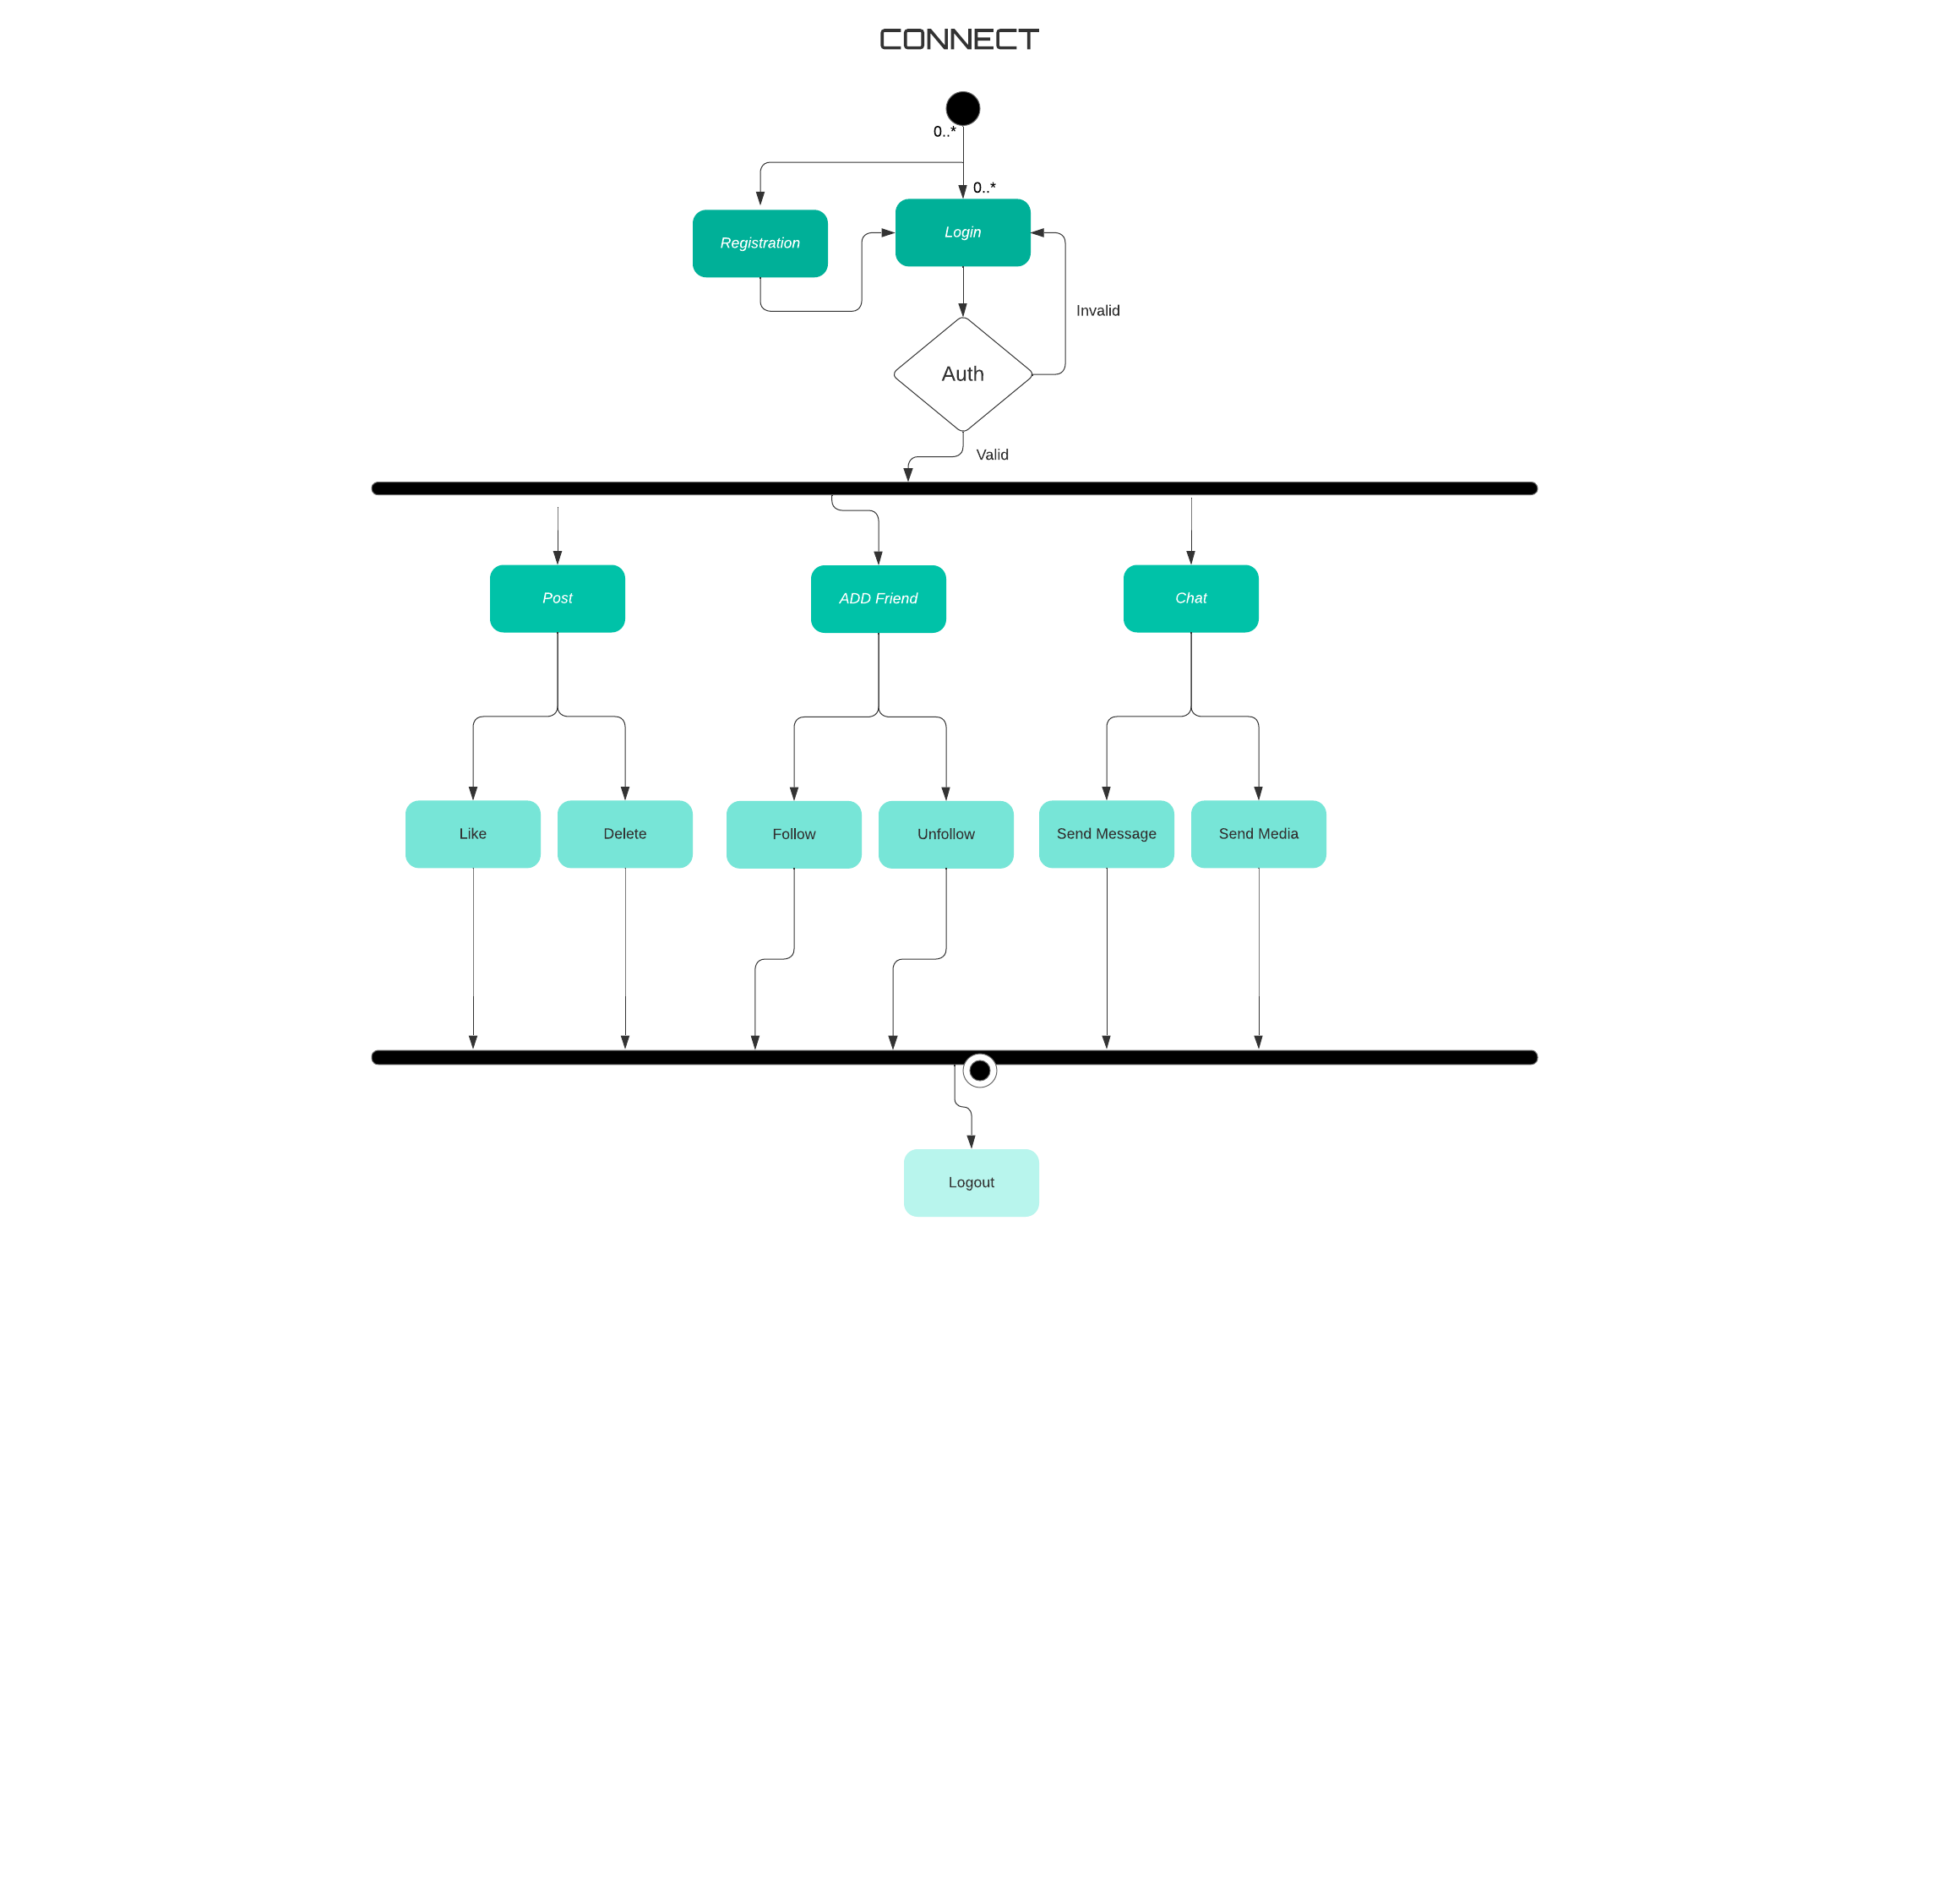 CONNECT
0..*
0..*
Registration
Login
Invalid
Auth
Valid
Post
ADD Friend
Chat
Like
Delete
Follow
Unfollow
Send Message
Send Media
Logout